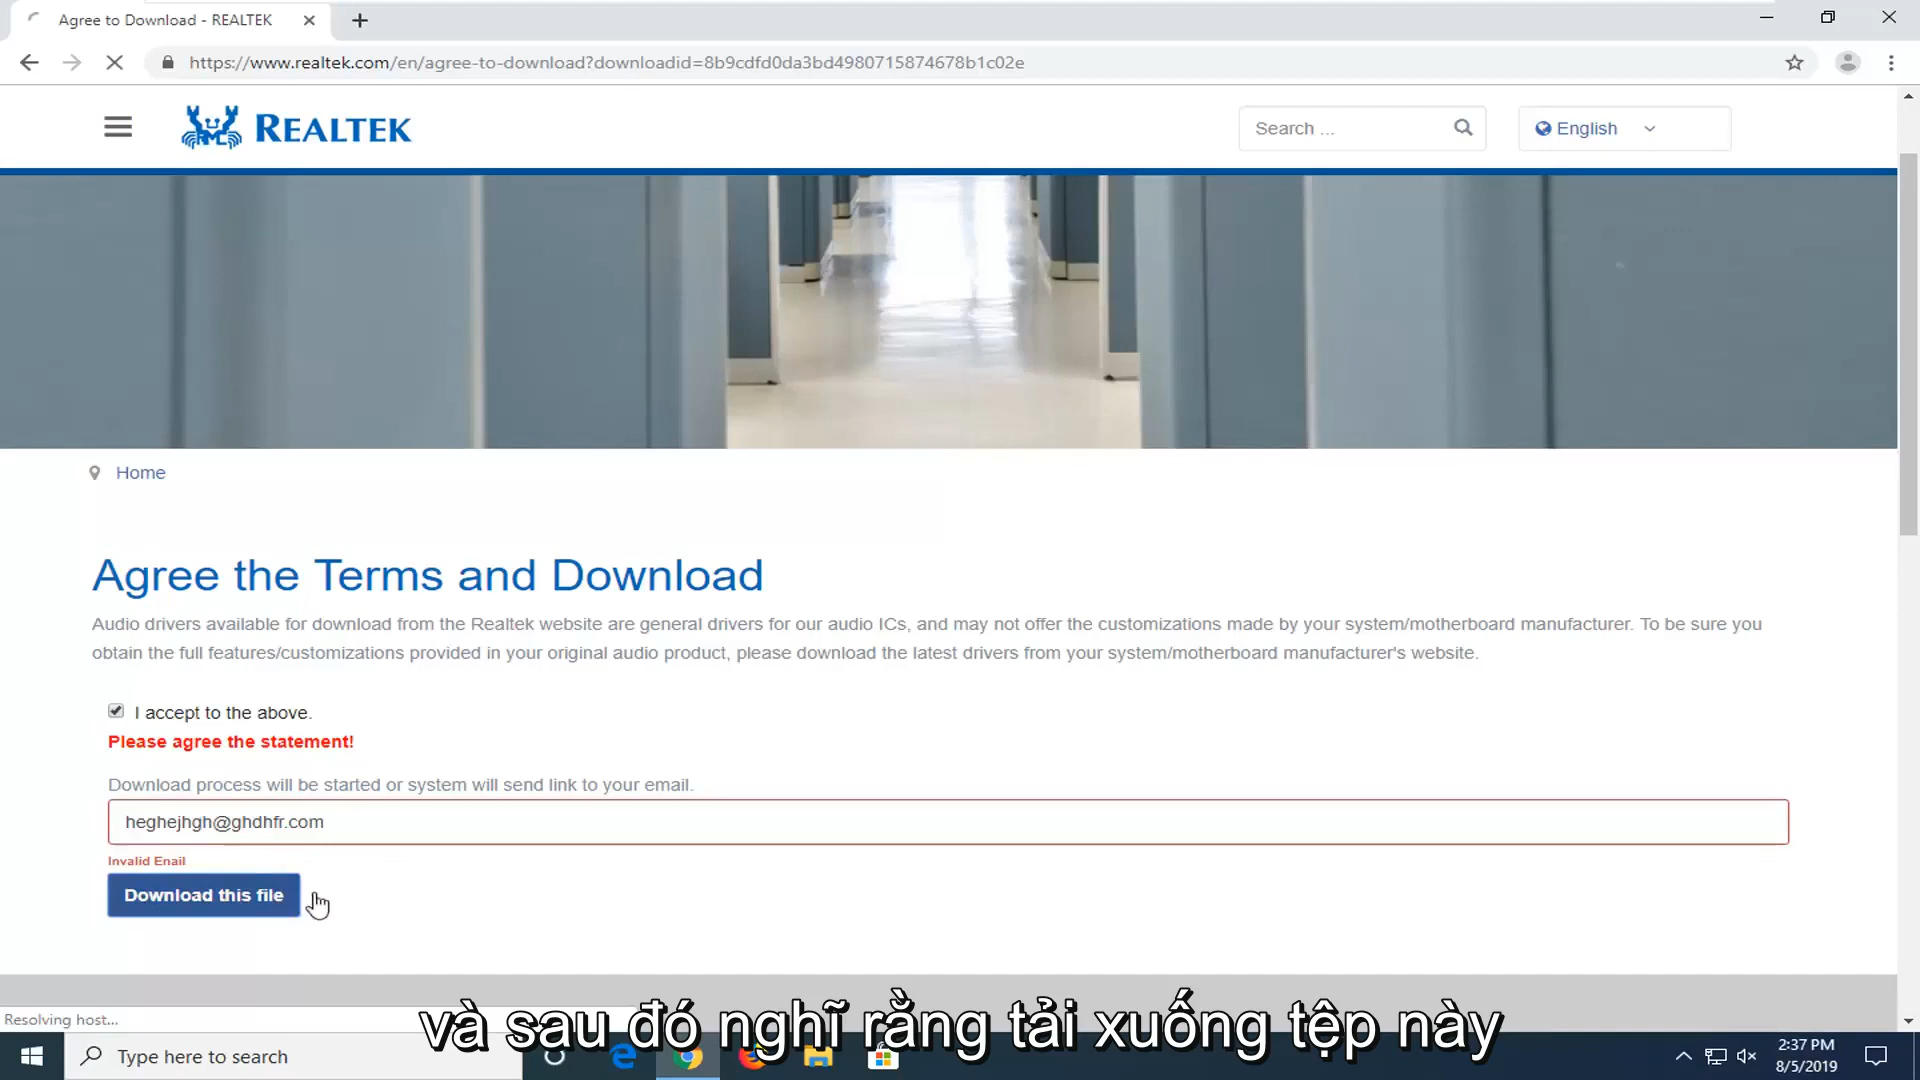 Agree to Download - REALTEK
https://www.realtek.com/en/agree-to-download?downloadid=8b9cdfd0da3bd4980715874678b1c02e
RMC
REALTEK
Search ...
English
Home
Agree the Terms and Download
Audio drivers available for download from the Realtek website are general drivers for our audio ICs, and may not offer the customizations made by your system/motherboard manufacturer. To be sure you
obtain the full features/customizations provided in your original audio product, please download the latest drivers from your system/motherboard manufacturer's website.
I accept to the above.
Please agree the statement!
Download process will be started or system will send link to your email.
heghejhgh@ghdhfr.com
Invalid Enail
Download this file
Resolving host...
và sau đó nghĩ rằng tải xuống tệp này
Type here to search
2:37 PM
8/5/2019